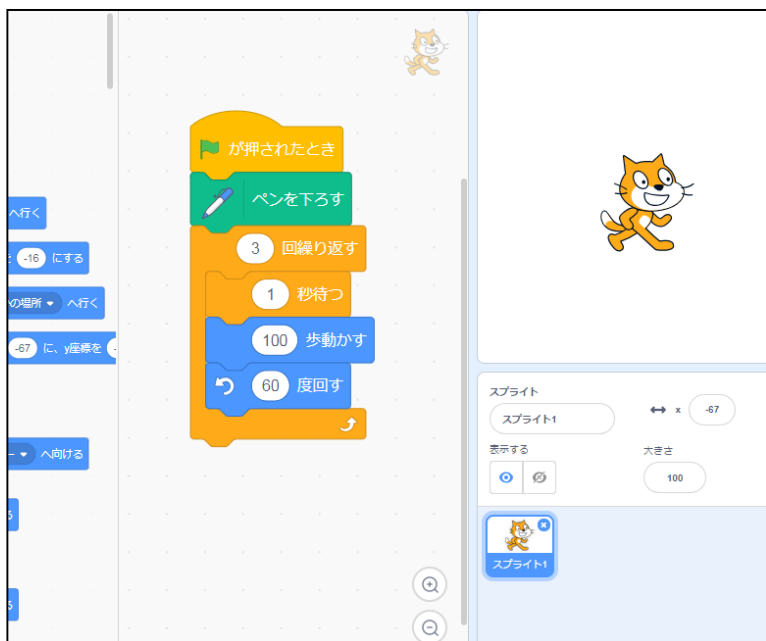 が押されたとき
ペンを下ろす
3 回繰り返す
1 秒待つ
100 歩動かす
60 度回す
へ行く
-16 にする
の場所 へ行く
-67 に、y座標を
ー へ向ける
スプライト
スプライト1
x -67
表示する
大きさ
100
スプライト1